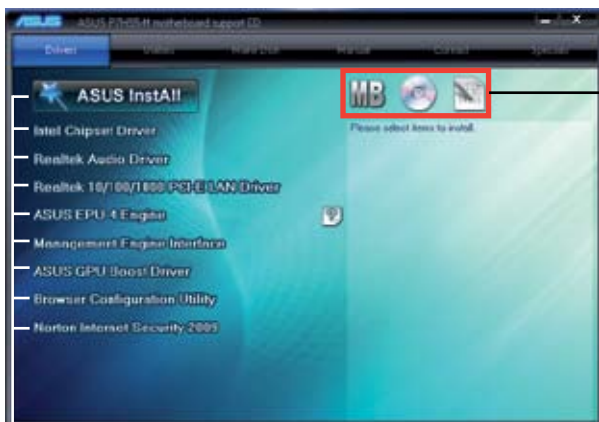 ASUS ASUS P7H55-M motherboard support CD
Drivers Utilities Make Disk Manual Contact Specials
ASUS InstAll
MB
Please select items to install.
Intel Chipset Driver
Realtek Audio Driver
Realtek 10/100/1000 PCI-E LAN Driver
ASUS EPU-4 Engine
Management Engine Interface
ASUS GPU Boost Driver
Browser Configuration Utility
Norton Internet Security 2009